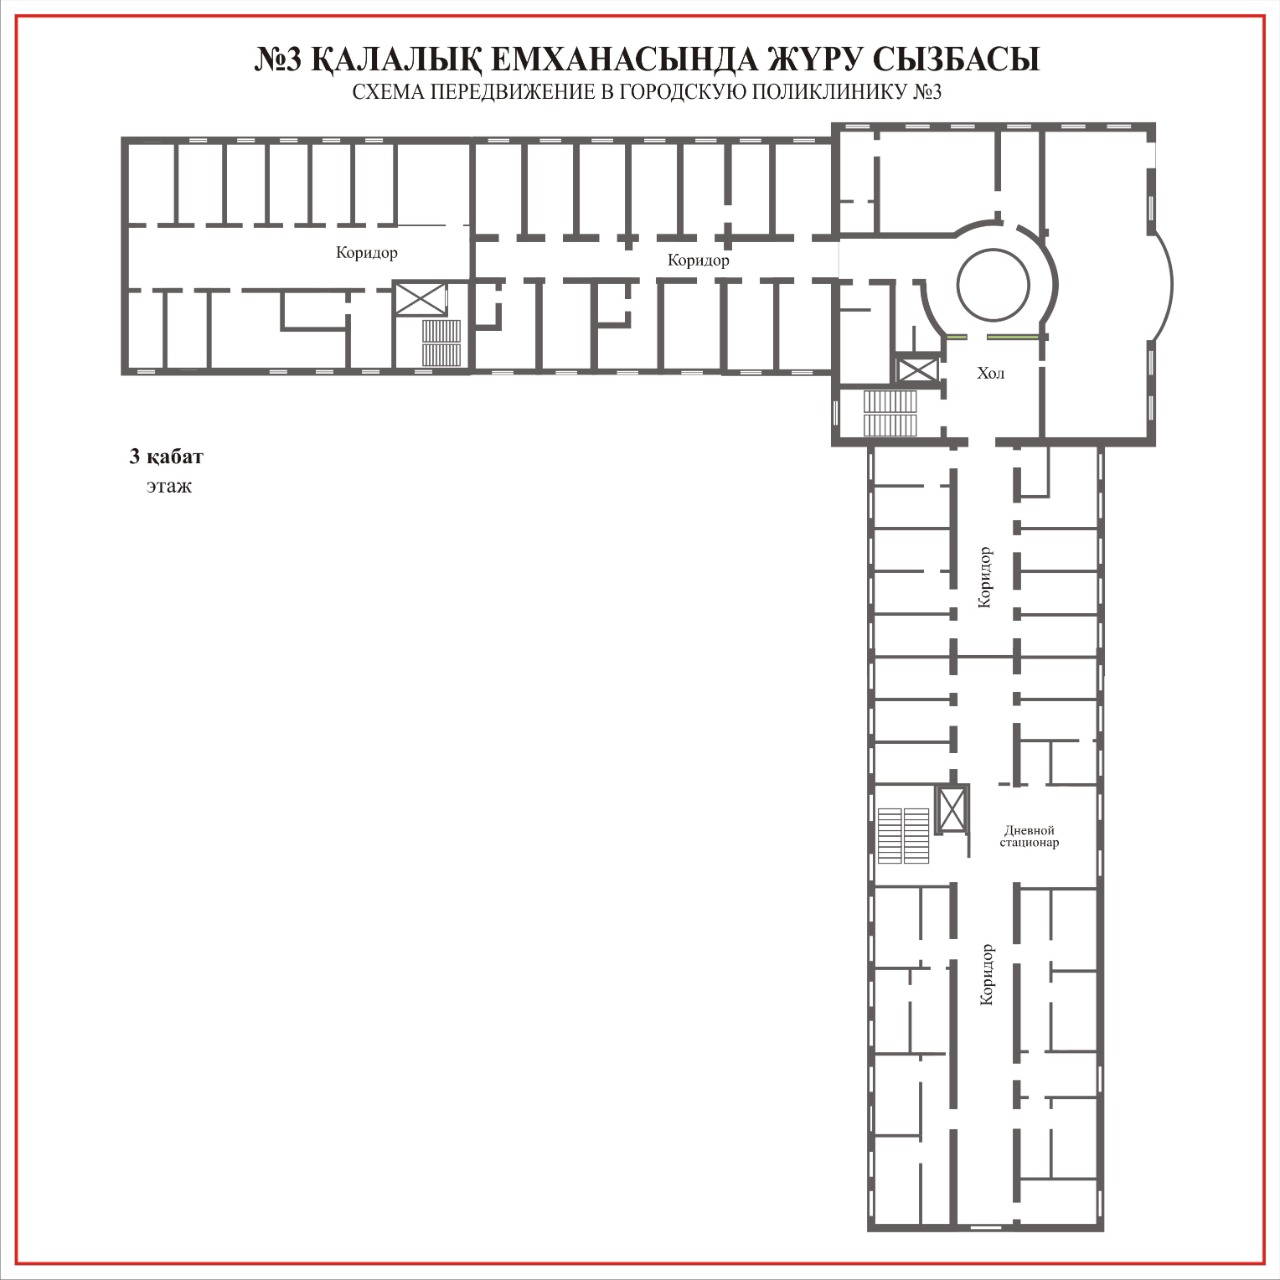 №3 ҚАЛАЛЫҚ ЕМХАНАСЫНДА ЖҮРУ СЫЗБАСЫ
СХЕМА ПЕРЕДВИЖЕНИЕ В ГОРОДСКУЮ ПОЛИКЛИНИКУ №3
Коридор
Коридор
Хол
3 қабат
этаж
Коридор
Дневной
стационар
Коридор